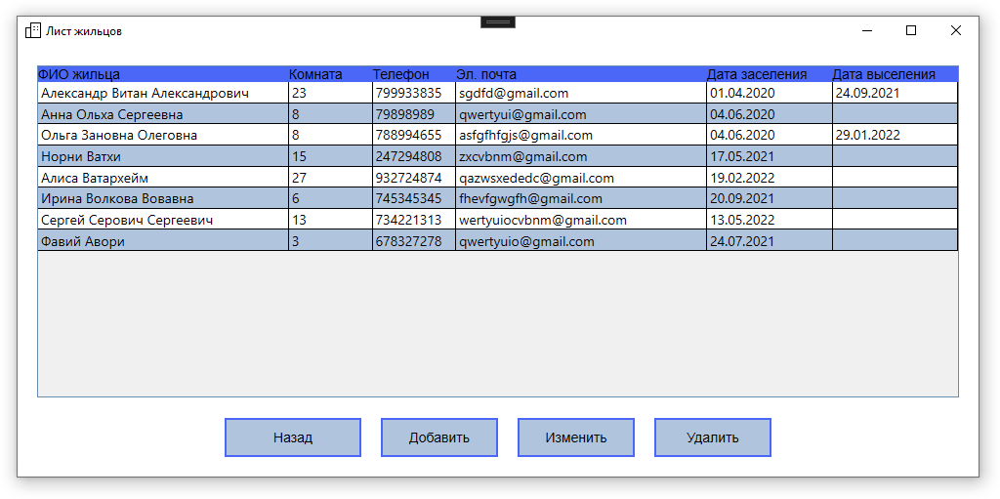 Лист жильцов
ФИО жильца Комната Телефон Эл. почта Дата заселения Дата выселения
Александр Витан Александрович 23 799933835 sgdfd@gmail.com 01.04.2020 24.09.2021
Анна Ольха Сергеевна 8 79898989 qwertyui@gmail.com 04.06.2020
Ольга Зановна Олеговна 8 788994655 asfgfhfgjs@gmail.com 04.06.2020 29.01.2022
Норни Ватхи 15 247294808 zxcvbnm@gmail.com 17.05.2021
Алиса Ватархейм 27 932724874 qazwsxededc@gmail.com 19.02.2022
Ирина Волкова Вовавна 6 745345345 fhevfgwgfh@gmail.com 20.09.2021
Сергей Серович Сергеевич 13 734221313 wertyuiocvbnm@gmail.com 13.05.2022
Фавий Авори 3 678327278 qwertyuio@gmail.com 24.07.2021
Назад Добавить Изменить Удалить